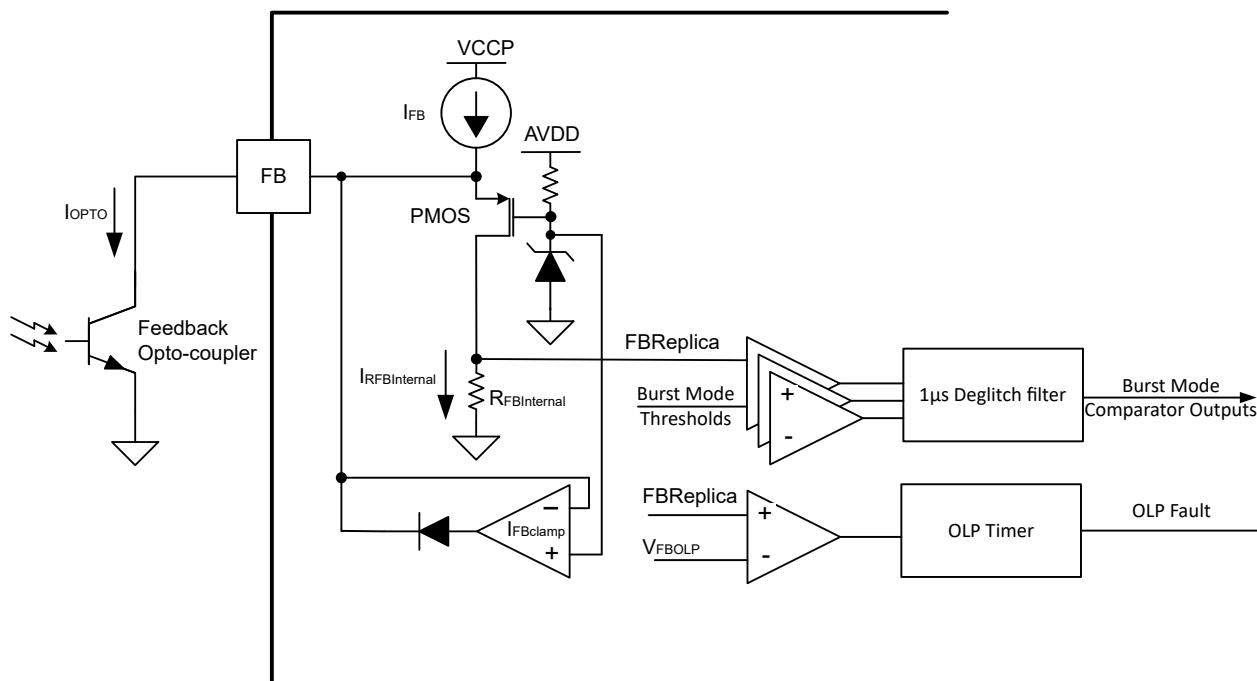 VCCP
IFB
AVDD
FB
IOPTO
PMOS
Feedback
Opto-coupler
FBReplica
IRFBInternal
RFBInternal
Burst Mode
Thresholds
+
-
1µs Deglitch filter
Burst Mode
Comparator Outputs
FBReplica
VFBOLP
+
-
OLP Timer
OLP Fault
−
IFBclamp
+